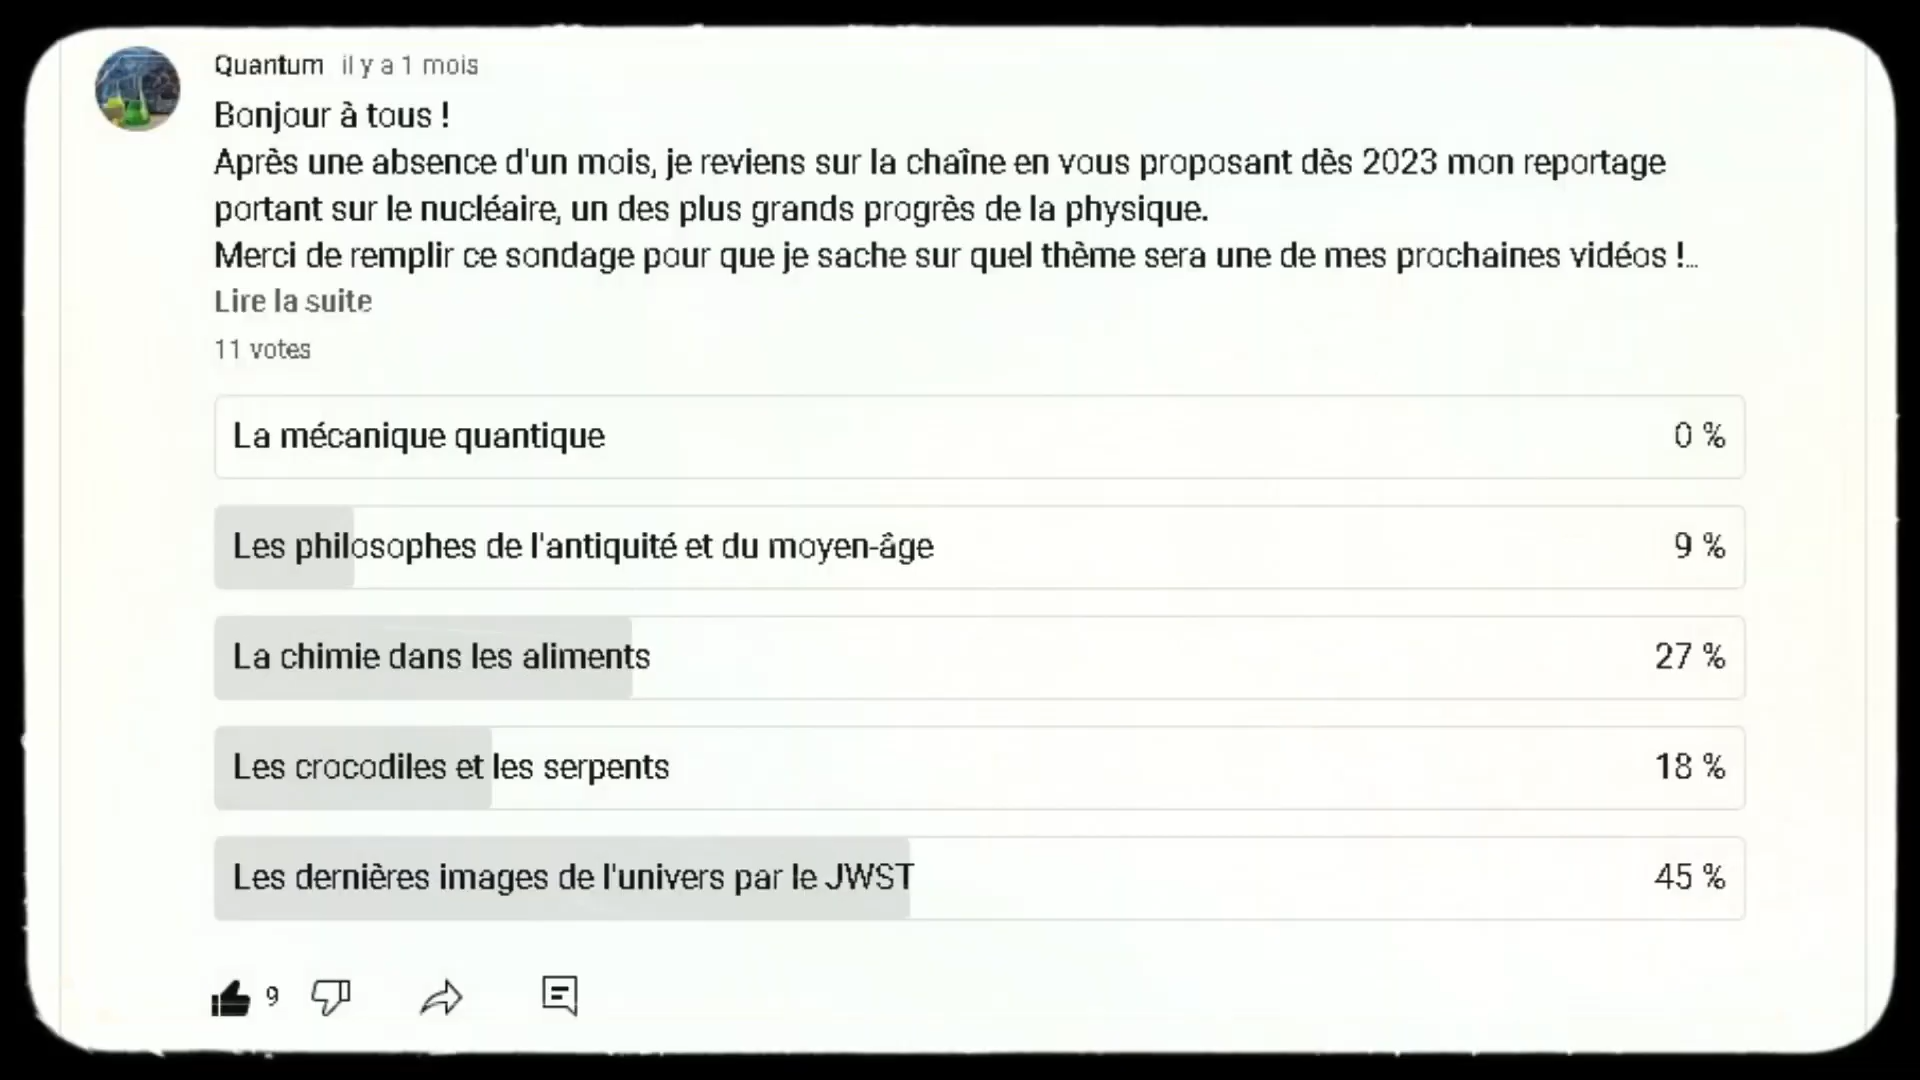 Quantum il y a 1 mois
Bonjour à tous !
Après une absence d'un mois, je reviens sur la chaîne en vous proposant dès 2023 mon reportage
portant sur le nucléaire, un des plus grands progrès de la physique.
Merci de remplir ce sondage pour que je sache sur quel thème sera une de mes prochaines vidéos !...
Lire la suite
11 votes
La mécanique quantique 0 %
Les philosophes de l'antiquité et du moyen-âge 9 %
La chimie dans les aliments 27 %
Les crocodiles et les serpents 18 %
Les dernières images de l'univers par le JWST 45 %
9